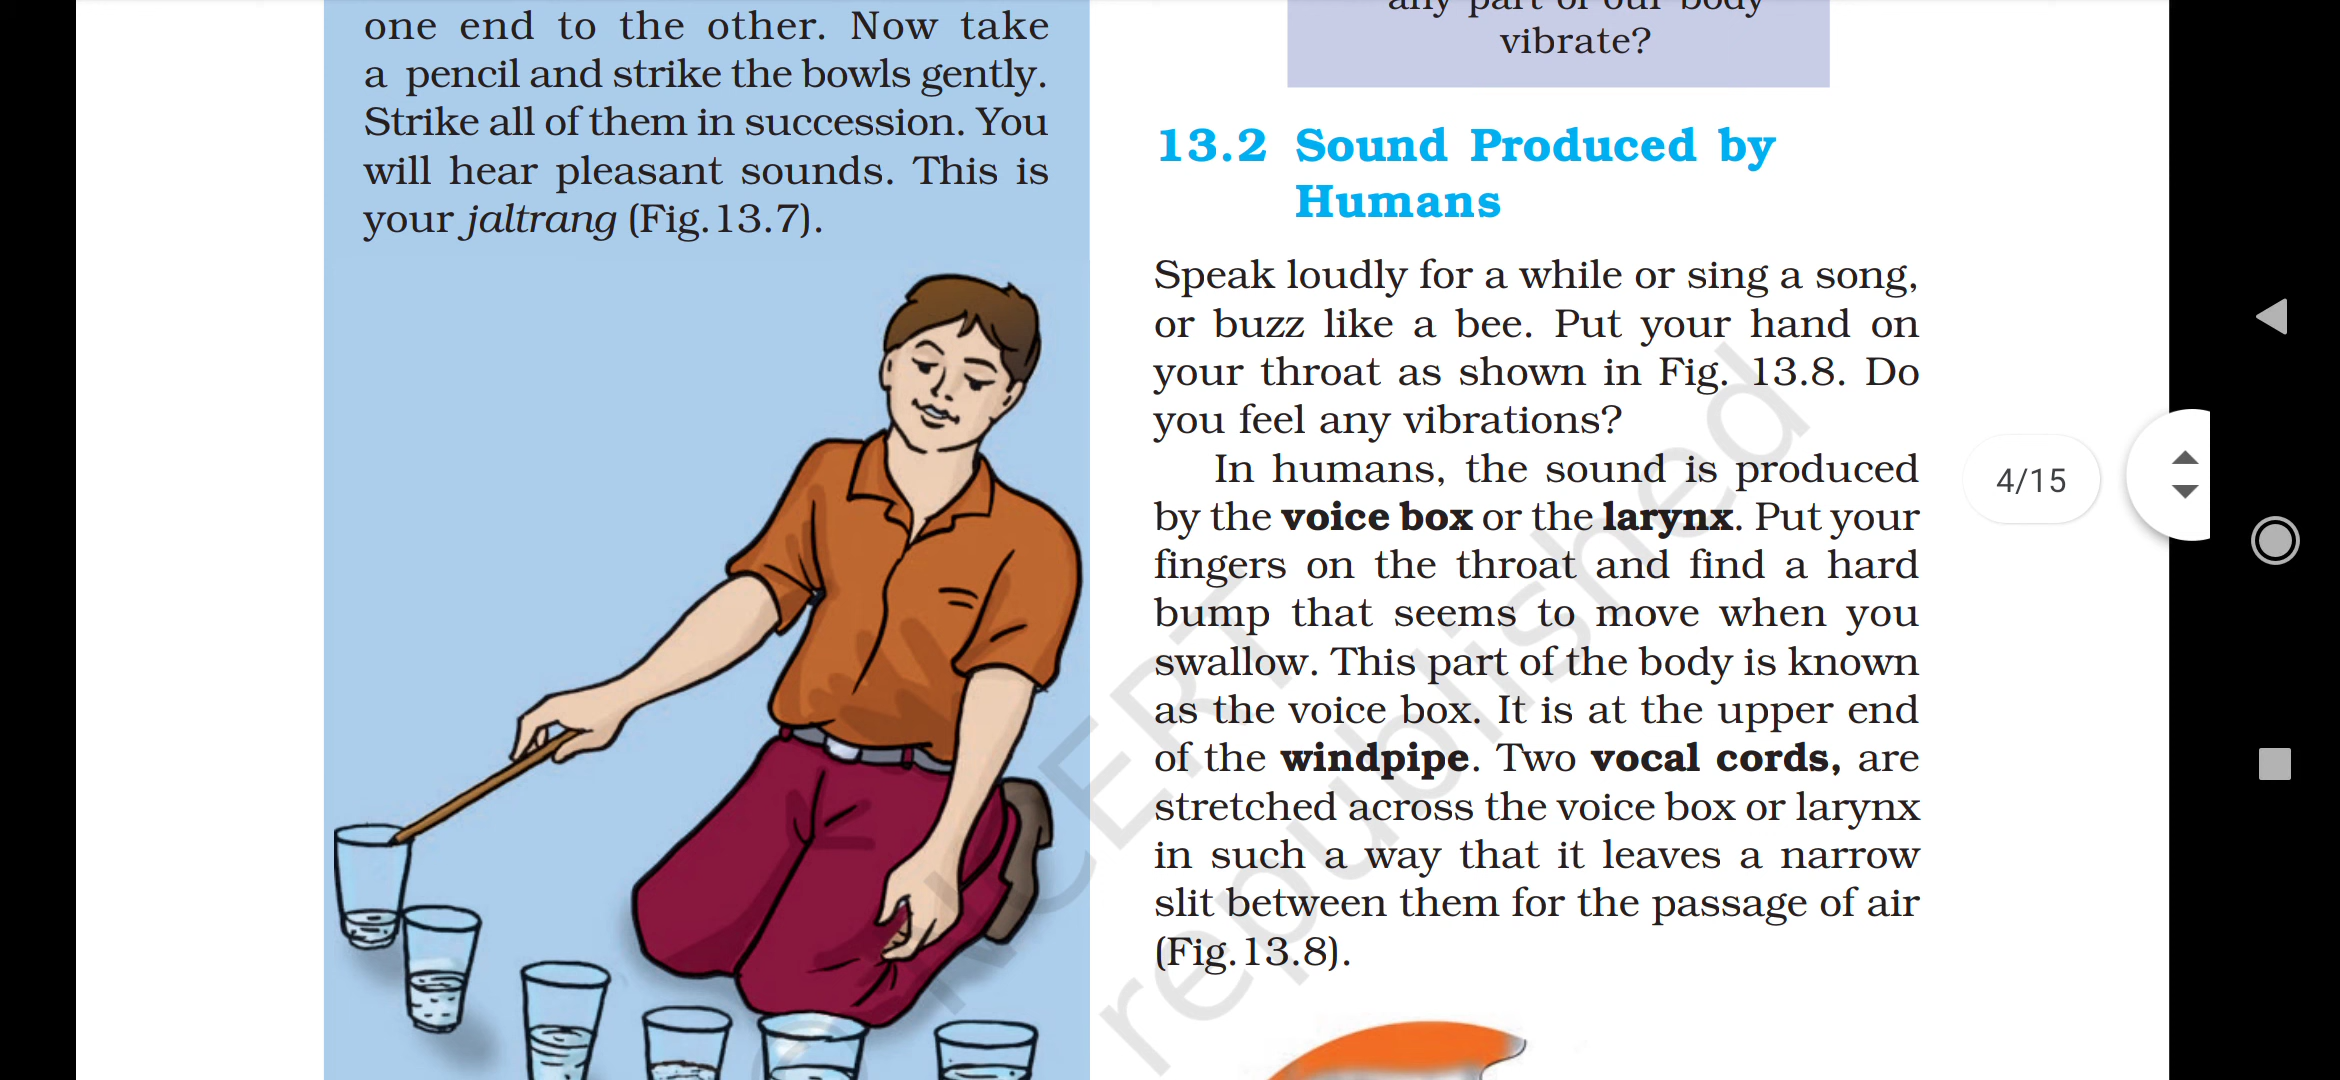 one end to the other. Now take
a pencil and strike the bowls gently.
Strike all of them in succession. You
will hear pleasant sounds. This is
your jaltrang (Fig.13.7).
any part of our body
vibrate?
13.2 Sound Produced by
Humans
Speak loudly for a while or sing a song,
or buzz like a bee. Put your hand on
your throat as shown in Fig. 13.8. Do
you feel any vibrations?
In humans, the sound is produced
by the voice box or the larynx. Put your
fingers on the throat and find a hard
bump that seems to move when you
swallow. This part of the body is known
as the voice box. It is at the upper end
of the windpipe. Two vocal cords, are
stretched across the voice box or larynx
in such a way that it leaves a narrow
slit between them for the passage of air
(Fig.13.8).
4/15
NCERT
republished